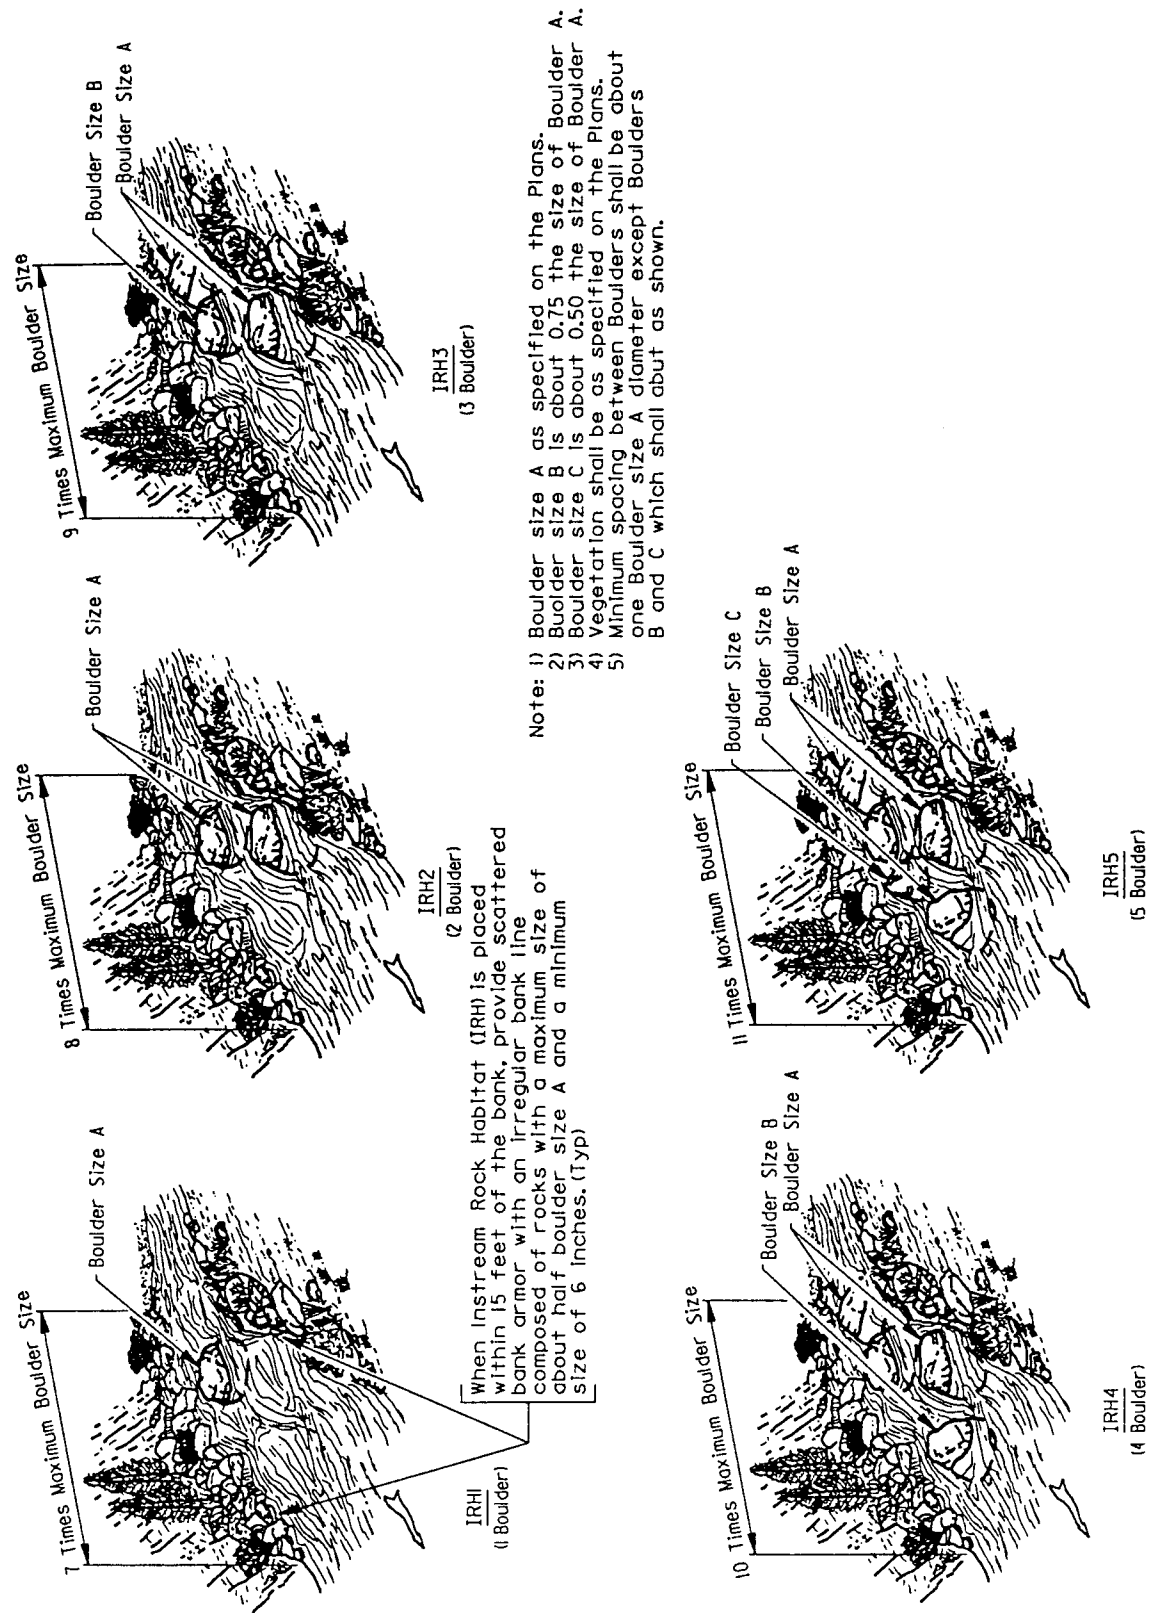 7 Times Maximum Boulder Size
Boulder Size A
IRH1
(1 Boulder)
When Instream Rock Habitat (IRH) is placed
within 15 feet of the bank, provide scattered
bank armor with an irregular bank line
composed of rocks with a maximum size of
about half boulder size A and a minimum
size of 6 inches. (Typ)
8 Times Maximum Boulder Size
Boulder Size A
IRH2
(2 Boulder)
9 Times Maximum Boulder Size
Boulder Size B
Boulder Size A
IRH3
(3 Boulder)
Note: 1) Boulder size A as specified on the Plans.
2) Buolder size B is about 0.75 the size of Boulder A.
3) Boulder size C is about 0.50 the size of Boulder A.
4) Vegetation shall be as specified on the Plans.
5) Minimum spacing between Boulders shall be about
one Boulder size A diameter except Boulders
B and C which shall abut as shown.
10 Times Maximum Boulder Size
Boulder Size B
Boulder Size A
IRH4
(4 Boulder)
11 Times Maximum Boulder Size
Boulder Size C
Boulder Size B
Boulder Size A
IRH5
(5 Boulder)